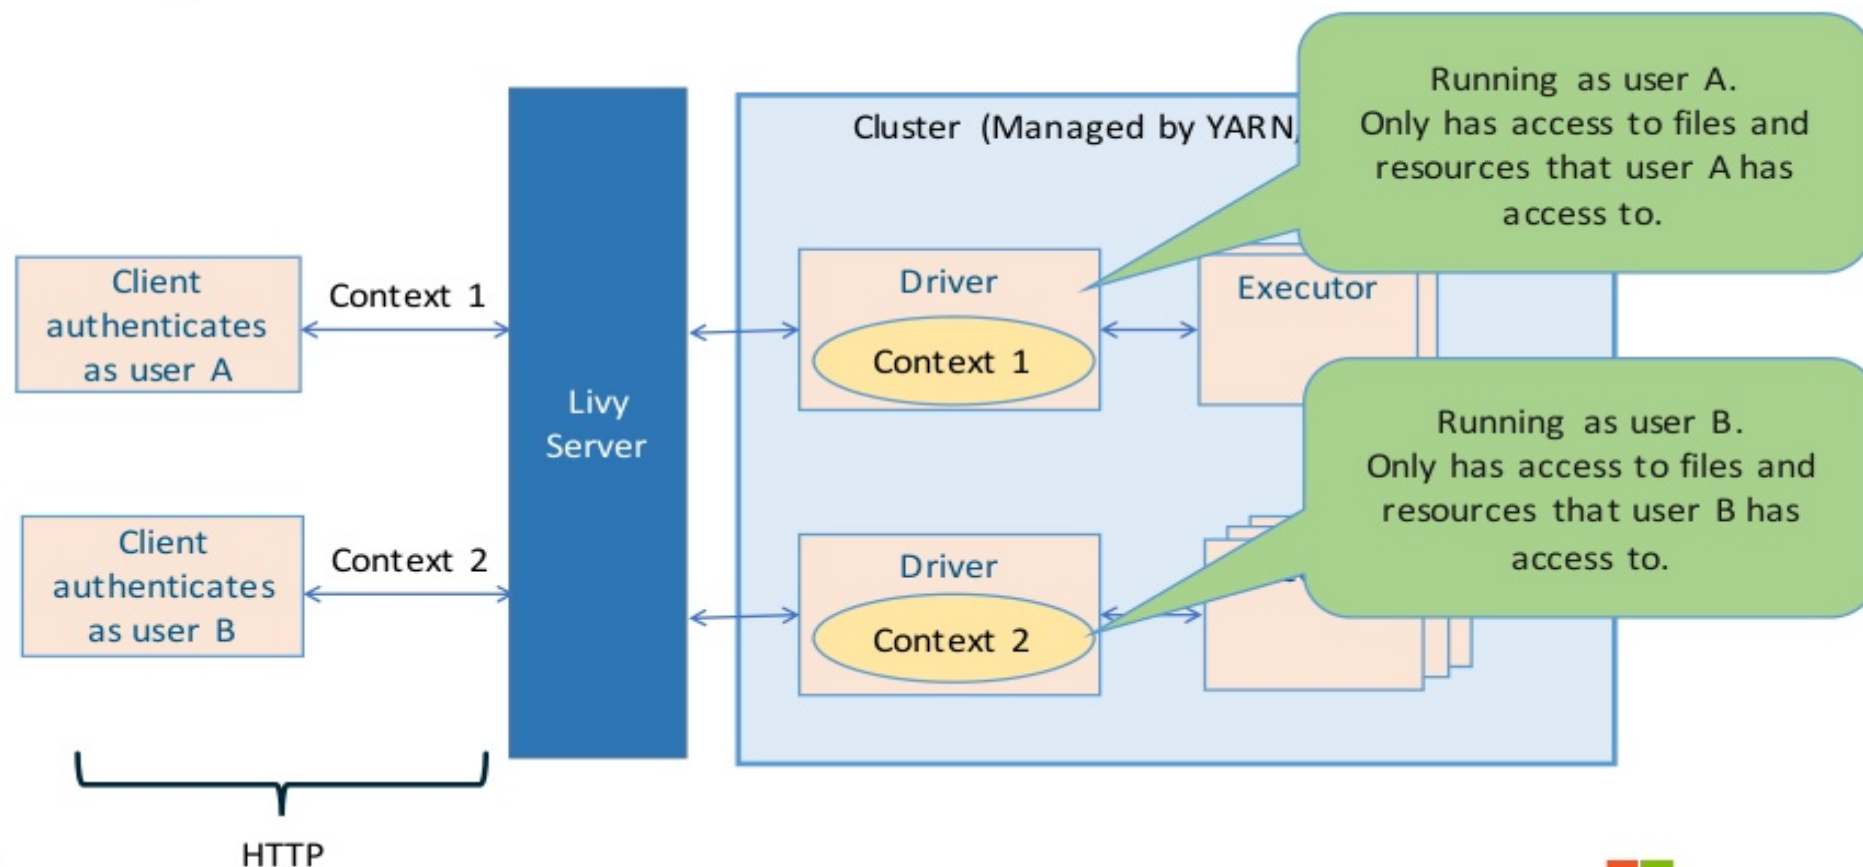 Running as user A.
Only has access to files and
resources that user A has
access to.
Cluster (Managed by YARN,
Client
authenticates
as user A
Context 1
Livy
Server
Driver
Context 1
Executor
Running as user B.
Only has access to files and
resources that user B has
access to.
Client
authenticates
as user B
Context 2
Driver
Context 2
HTTP